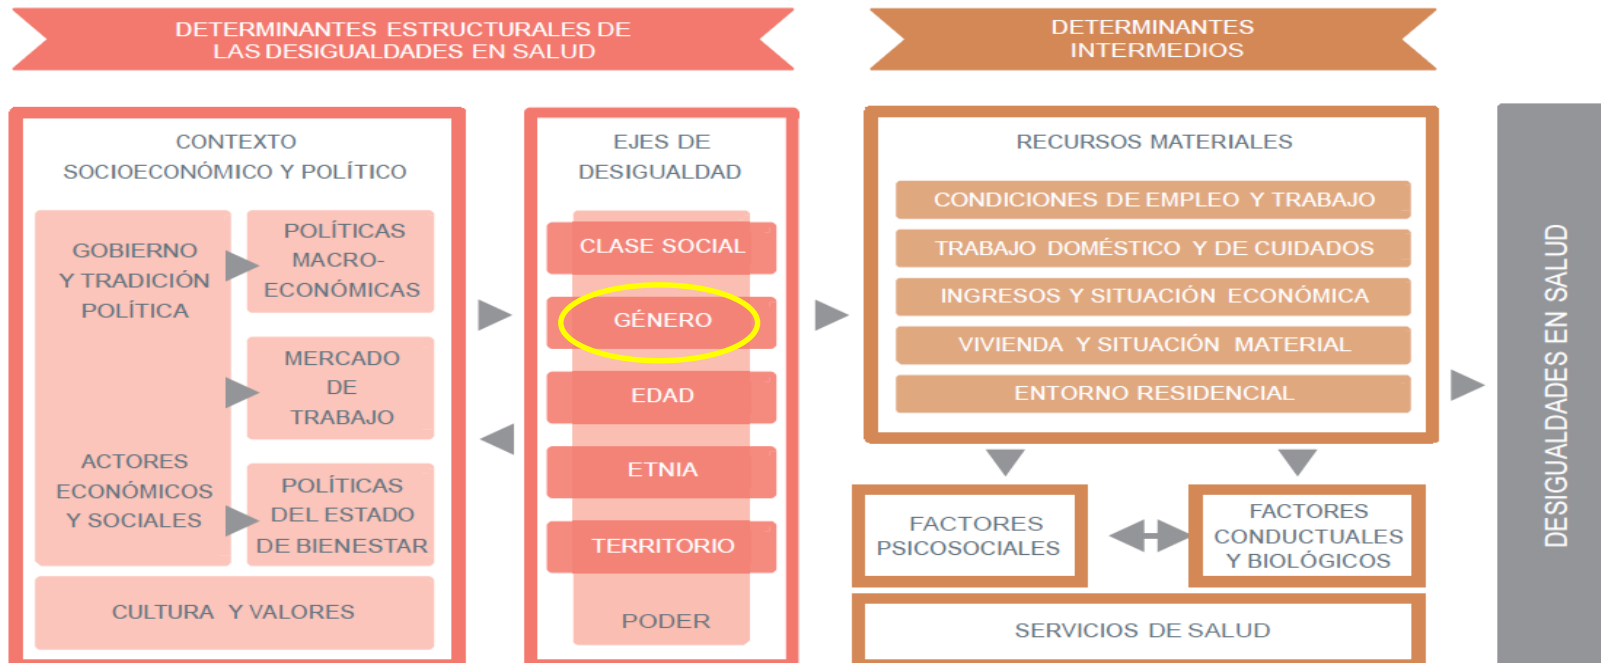 DETERMINANTES ESTRUCTURALES DE
LAS DESIGUALDADES EN SALUD
DETERMINANTES
INTERMEDIOS
CONTEXTO
SOCIOECONÓMICO Y POLÍTICO
GOBIERNO
Y TRADICIÓN
POLÍTICA
ACTORES
ECONÓMICOS
Y SOCIALES
POLÍTICAS
MACRO-
ECONÓMICAS
MERCADO
DE
TRABAJO
POLÍTICAS
DEL ESTADO
DE BIENESTAR
CULTURA Y VALORES
EJES DE
DESIGUALDAD
CLASE SOCIAL
GÉNERO
EDAD
ETNIA
TERRITORIO
PODER
RECURSOS MATERIALES
CONDICIONES DE EMPLEO Y TRABAJO
TRABAJO DOMÉSTICO Y DE CUIDADOS
INGRESOS Y SITUACIÓN ECONÓMICA
VIVIENDA Y SITUACIÓN MATERIAL
ENTORNO RESIDENCIAL
FACTORES
PSICOSOCIALES
FACTORES
CONDUCTUALES
Y BIOLÓGICOS
SERVICIOS DE SALUD
DESIGUALDADES EN SALUD